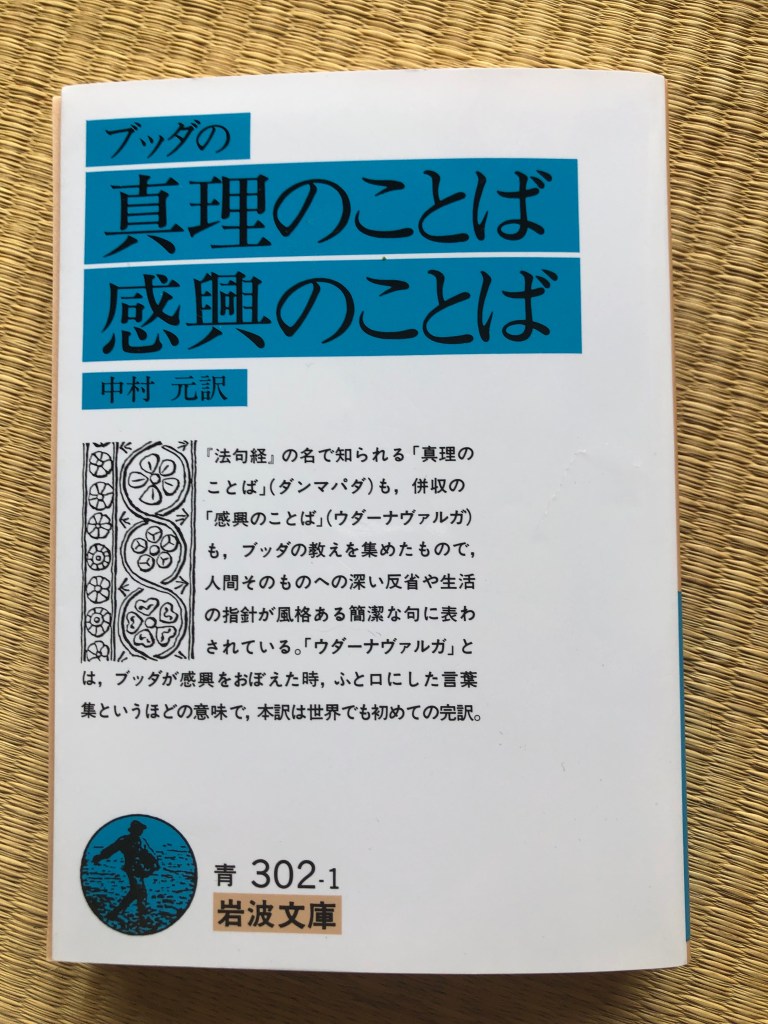 ブッダの
真理のことば
感興のことば
中村 元訳
『法句経』の名で知られる「真理の
ことば」(ダンマパダ)も，併収の
「感興のことば」(ウダーナヴァルガ)
も，ブッダの教えを集めたもので，
人間そのものへの深い反省や生活
の指針が風格ある簡潔な句に表わ
されている。「ウダーナヴァルガ」と
は，ブッダが感興をおぼえた時，ふと口にした言葉
集というほどの意味で，本訳は世界でも初めての完訳。
青 302-1
岩波文庫